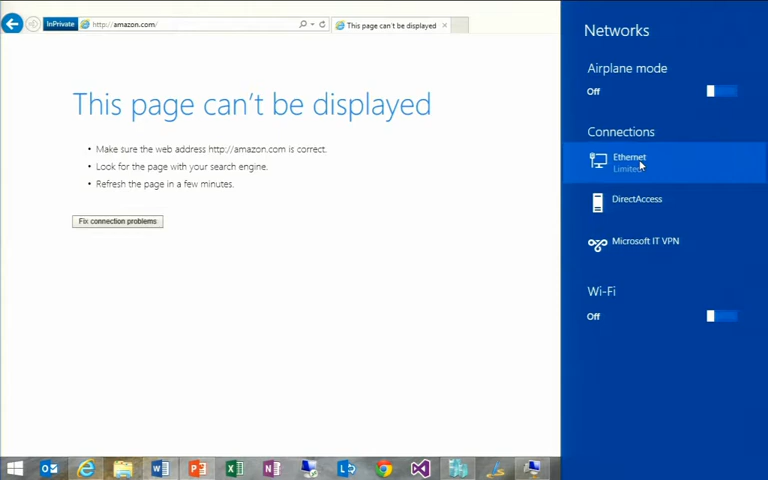 InPrivate
http://amazon.com/
This page can't be displayed
This page can't be displayed
• Make sure the web address http://amazon.com is correct.
• Look for the page with your search engine.
• Refresh the page in a few minutes.
Fix connection problems
Networks
Airplane mode
Off
Connections
Ethernet
Limited
DirectAccess
Microsoft IT VPN
Wi-Fi
Off